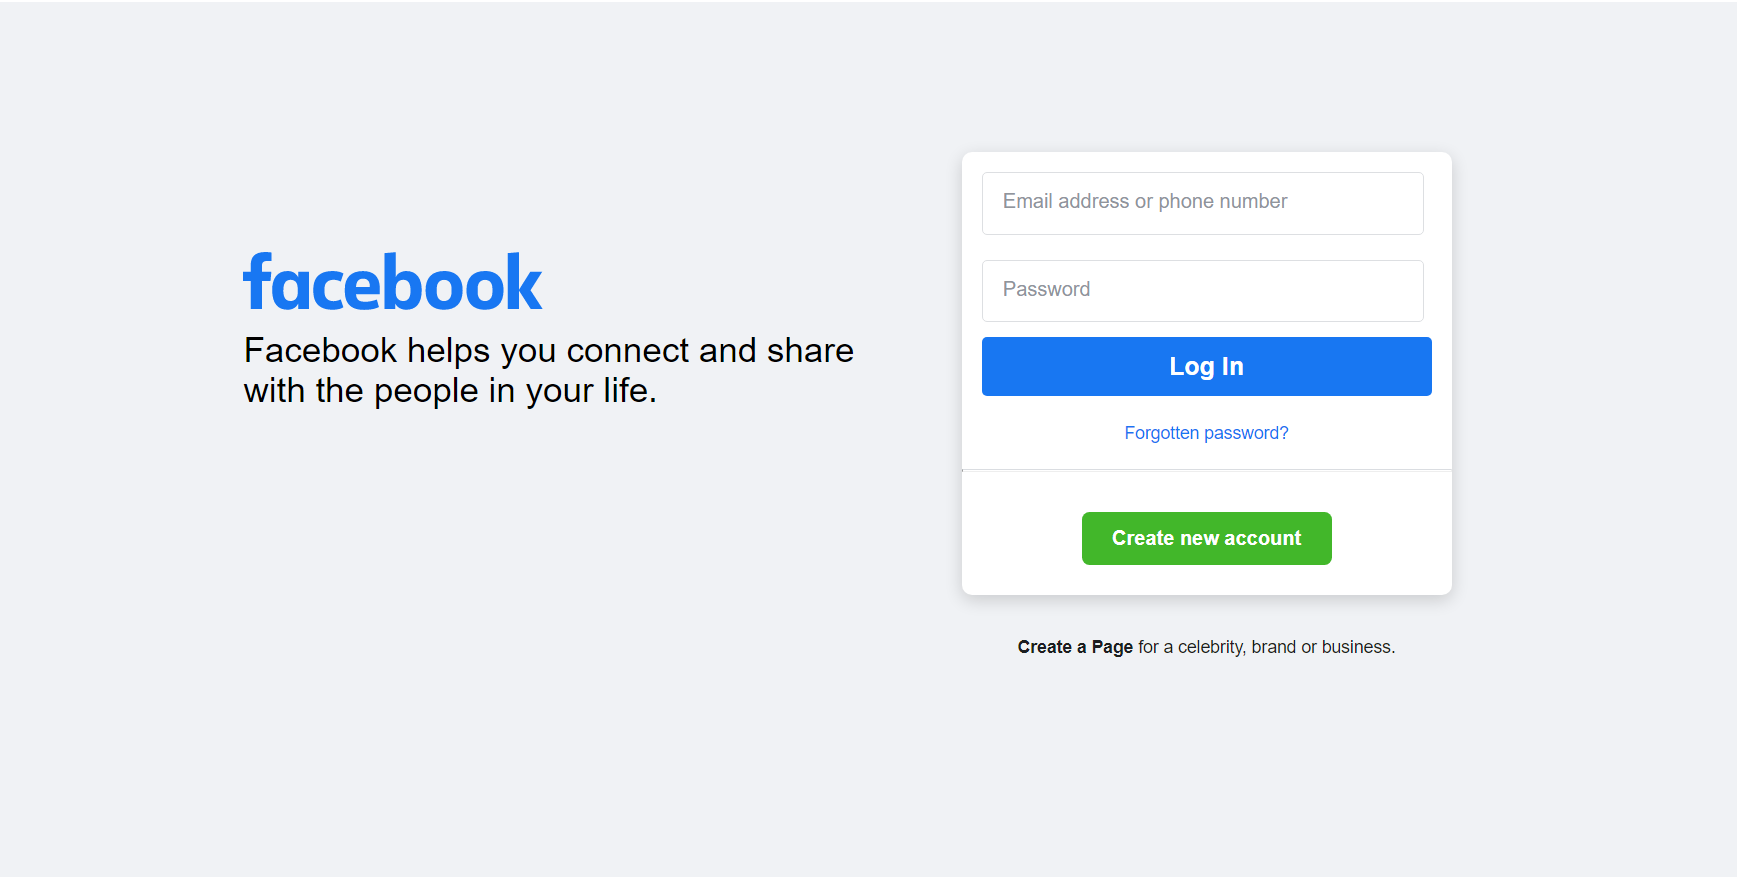 facebook
Facebook helps you connect and share
with the people in your life.
Email address or phone number
Password
Log In
Forgotten password?
Create new account
Create a Page for a celebrity, brand or business.